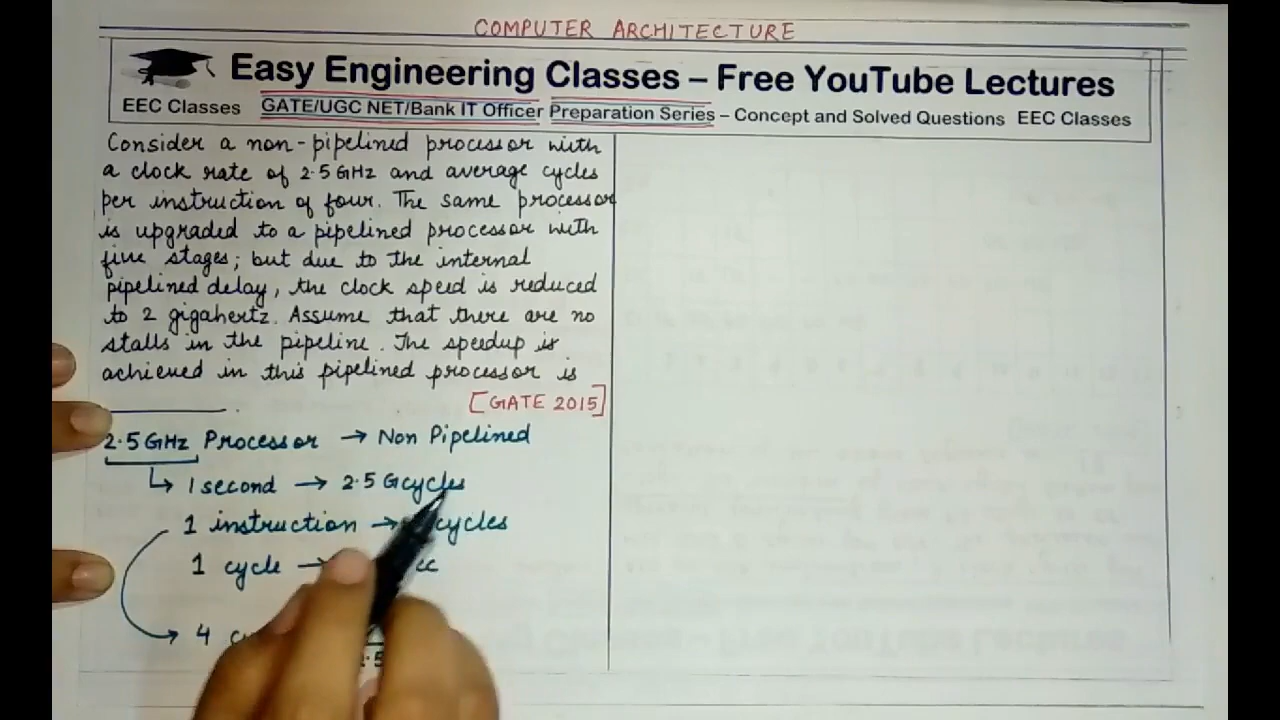 COMPUTER ARCHITECTURE
Easy Engineering Classes – Free YouTube Lectures
EEC Classes GATE/UGC NET/Bank IT Officer Preparation Series – Concept and Solved Questions EEC Classes
Consider a non-pipelined processor with
a clock rate of 2.5 GHz and average cycles
per instruction of four. The same processor
is upgraded to a pipelined processor with
five stages; but due to the internal
pipelined delay, the clock speed is reduced
to 2 gigahertz. Assume that there are no
stalls in the pipeline. The speedup is
achieved in this pipelined processor is
______.
[GATE 2015]
2.5 GHz Processor → Non Pipelined
1 second → 2.5 Gcycles
1 instruction → cycles
1 cycle →
4